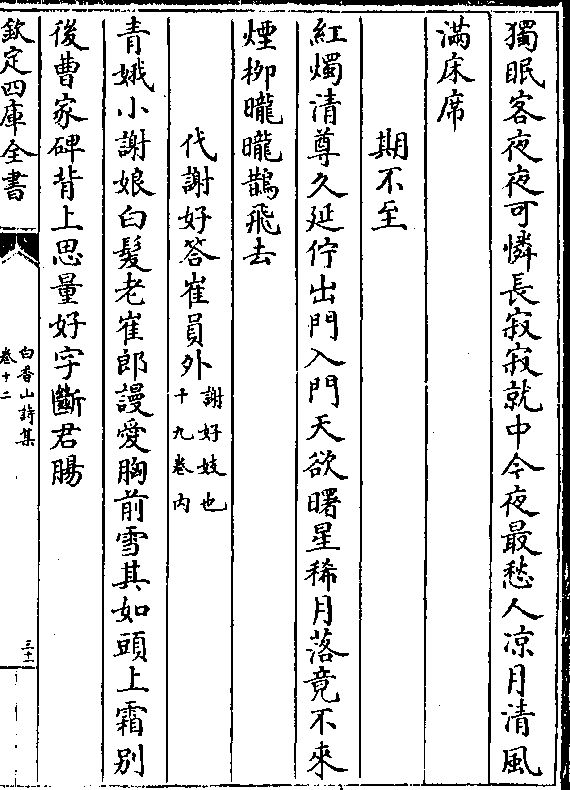 獨眠客夜夜可憐長寂寂就中今夜最愁人凉月清風
滿床席
期不至
紅燭清尊久延佇出門入門天欲曙星稀月落竟不來
煙栁曨曨鵲飛去
代謝好答崔員外謝好妓也
十九卷内
青娥小謝娘白髮老崔郎謾愛胸前雪其如頭上霜别
後曹家碑背上思量好字斷君腸
欽定四庫全書
白香山詩集
卷十二
三十一